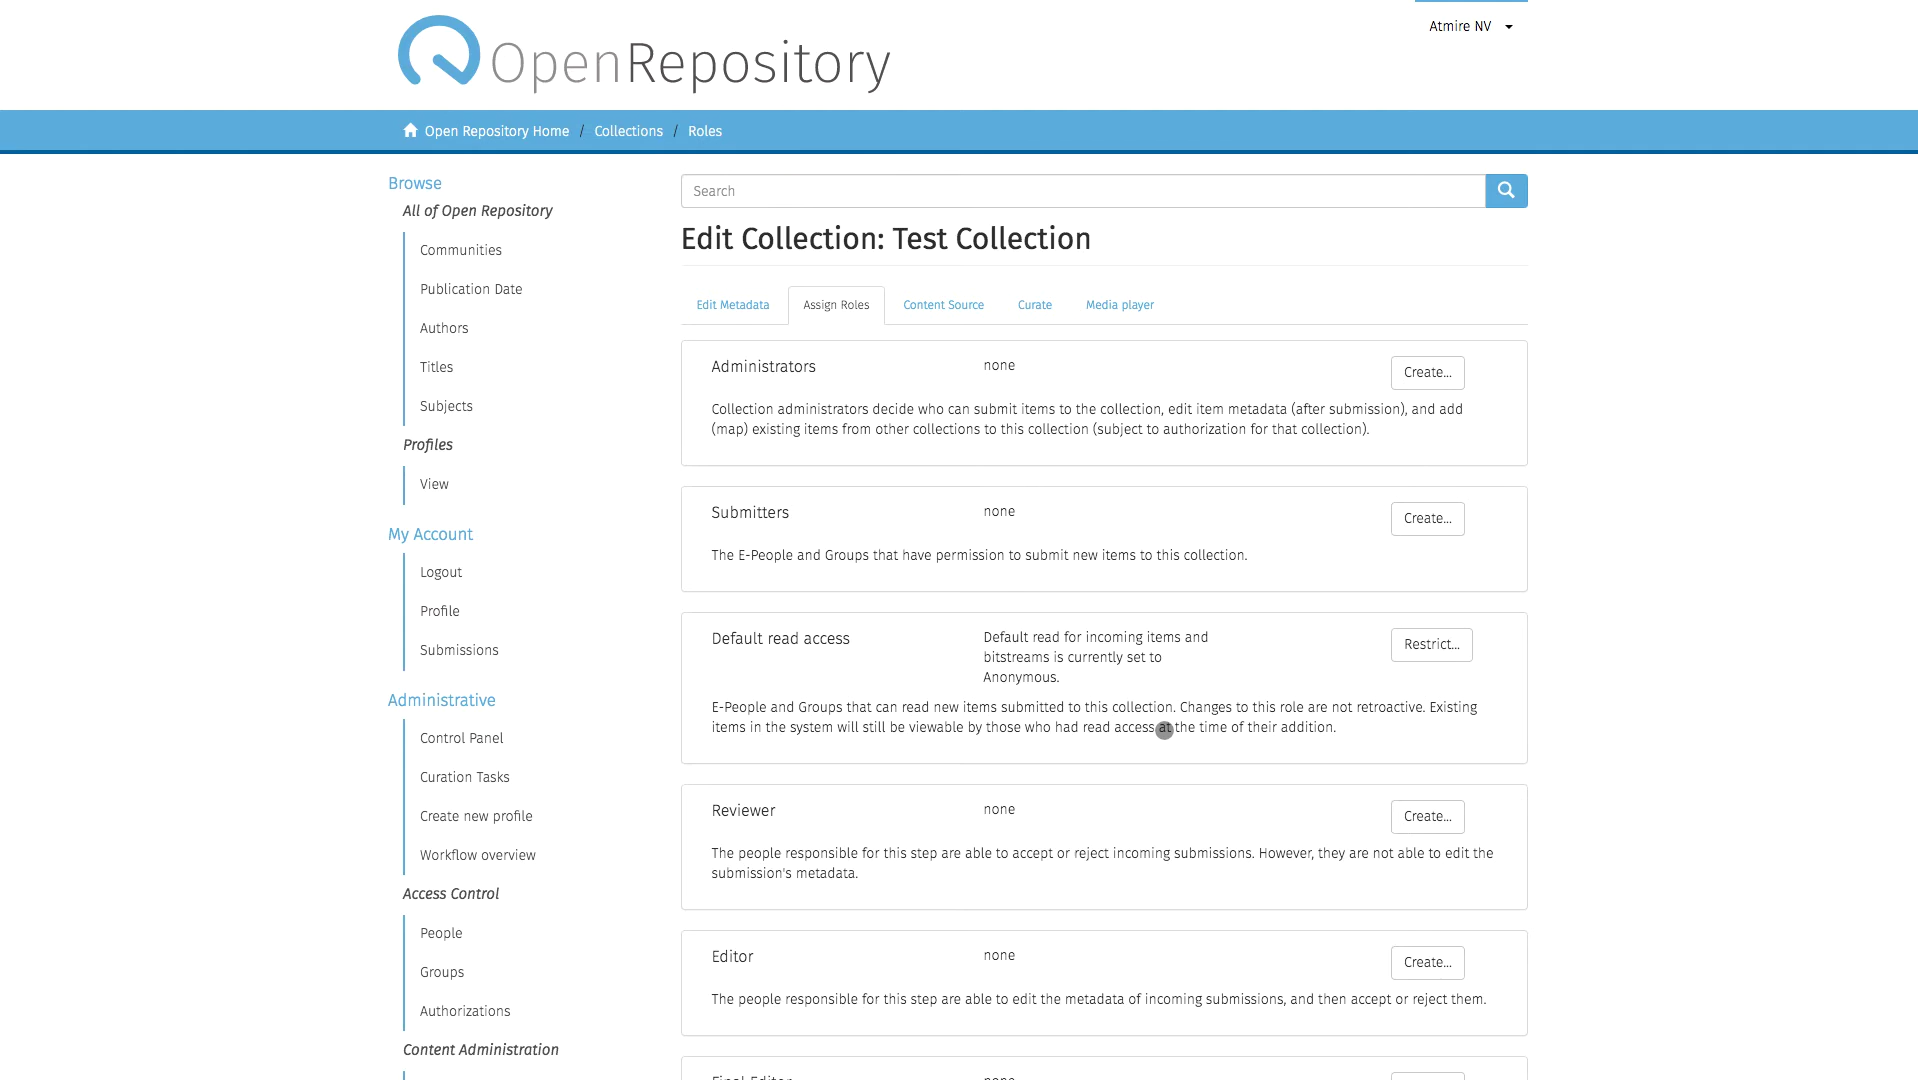 OpenRepository
Atmire NV
Open Repository Home / Collections / Roles
Browse
All of Open Repository
Communities
Publication Date
Authors
Titles
Subjects
Profiles
View
My Account
Logout
Profile
Submissions
Administrative
Control Panel
Curation Tasks
Create new profile
Workflow overview
Access Control
People
Groups
Authorizations
Content Administration
Search
Edit Collection: Test Collection
Edit Metadata Assign Roles Content Source Curate Media player
Administrators none Create...
Collection administrators decide who can submit items to the collection, edit item metadata (after submission), and add
(map) existing items from other collections to this collection (subject to authorization for that collection).
Submitters none Create...
The E-People and Groups that have permission to submit new items to this collection.
Default read access Default read for incoming items and Restrict...
bitstreams is currently set to
Anonymous.
E-People and Groups that can read new items submitted to this collection. Changes to this role are not retroactive. Existing
items in the system will still be viewable by those who had read access at the time of their addition.
Reviewer none Create...
The people responsible for this step are able to accept or reject incoming submissions. However, they are not able to edit the
submission's metadata.
Editor none Create...
The people responsible for this step are able to edit the metadata of incoming submissions, and then accept or reject them.
Final Editor none